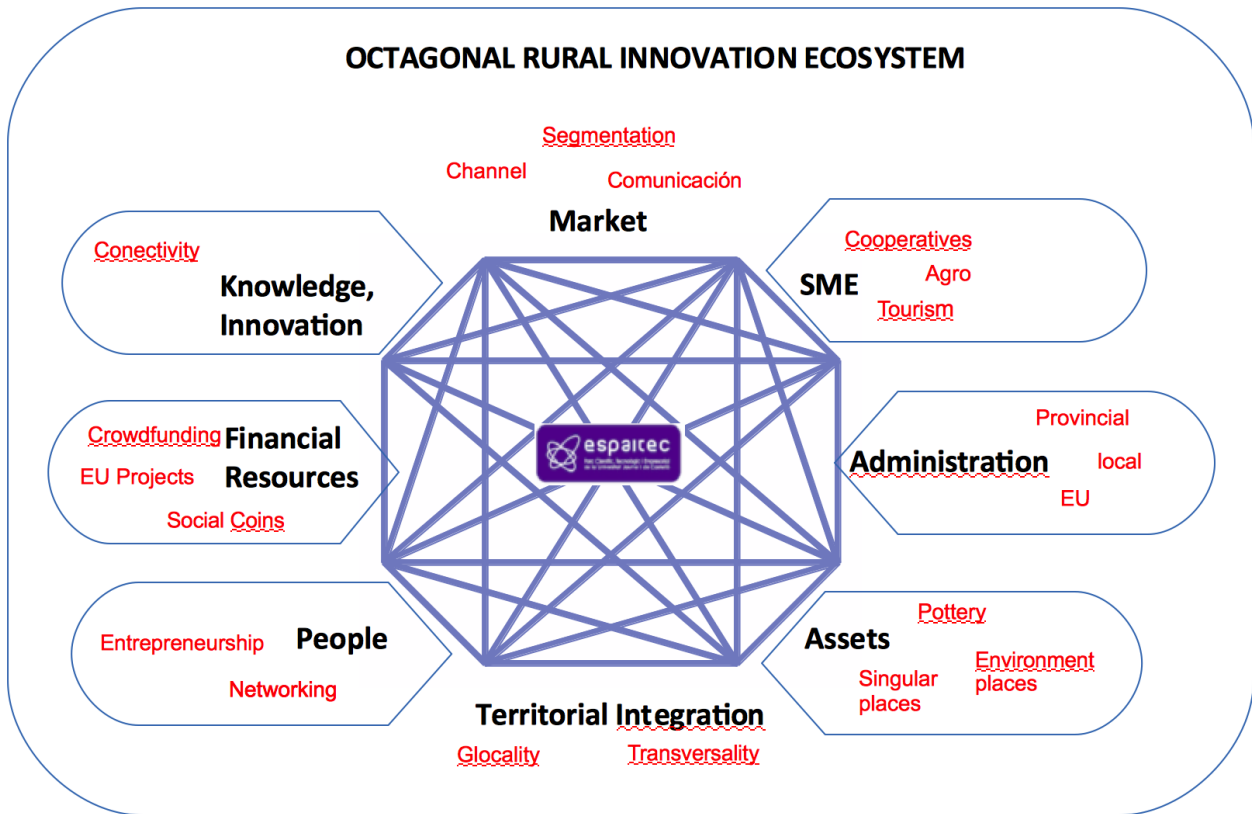 OCTAGONAL RURAL INNOVATION ECOSYSTEM
Segmentation
Channel
Comunicación
Market
Conectivity
Knowledge,
Innovation
Cooperatives
Agro
SME
Tourism
Crowdfunding
Financial
EU Projects
Resources
Social Coins
espaitec
Provincial
Administration
local
EU
Entrepreneurship
People
Networking
Pottery
Assets
Environment
places
Singular
places
Territorial Integration
Glocality
Transversality